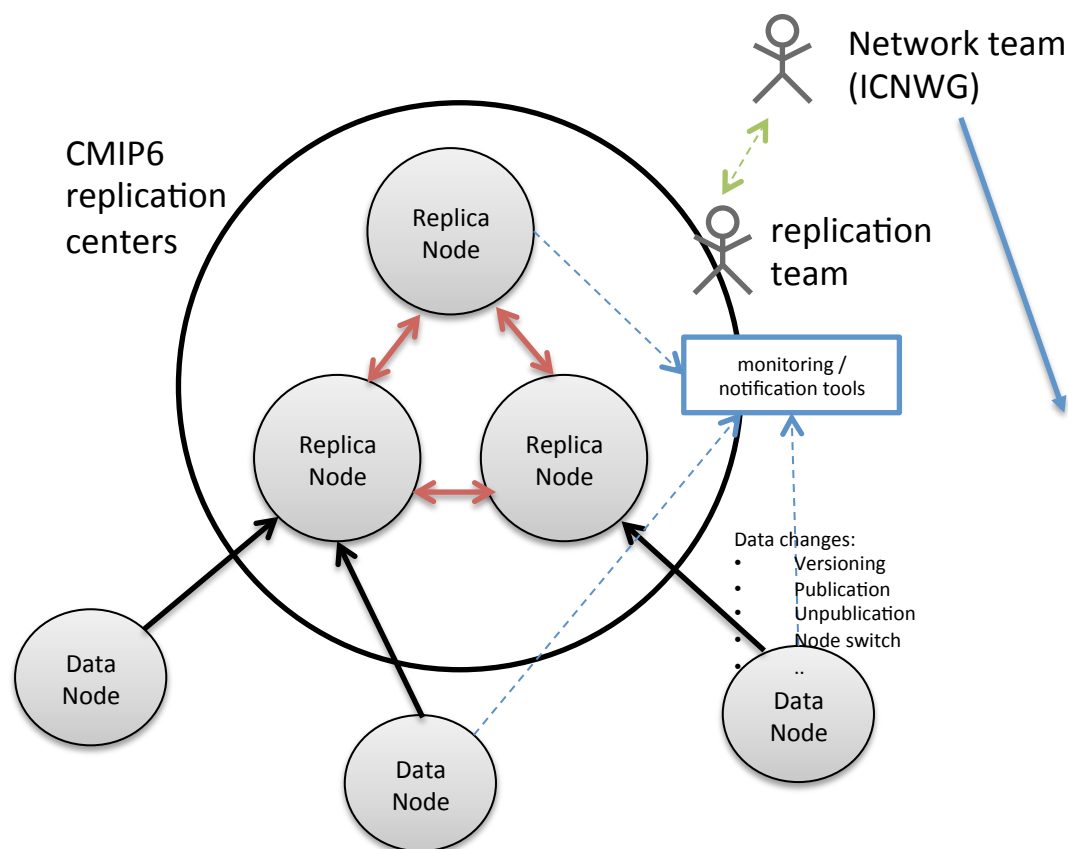 Network team
(ICNWG)
CMIP6
replication
centers
Replica
Node
replication
team
monitoring /
notification tools
Replica
Node
Replica
Node
Data changes:
• Versioning
• Publication
• Unpublication
• Node switch
• ..
Data
Node
Data
Node
Data
Node